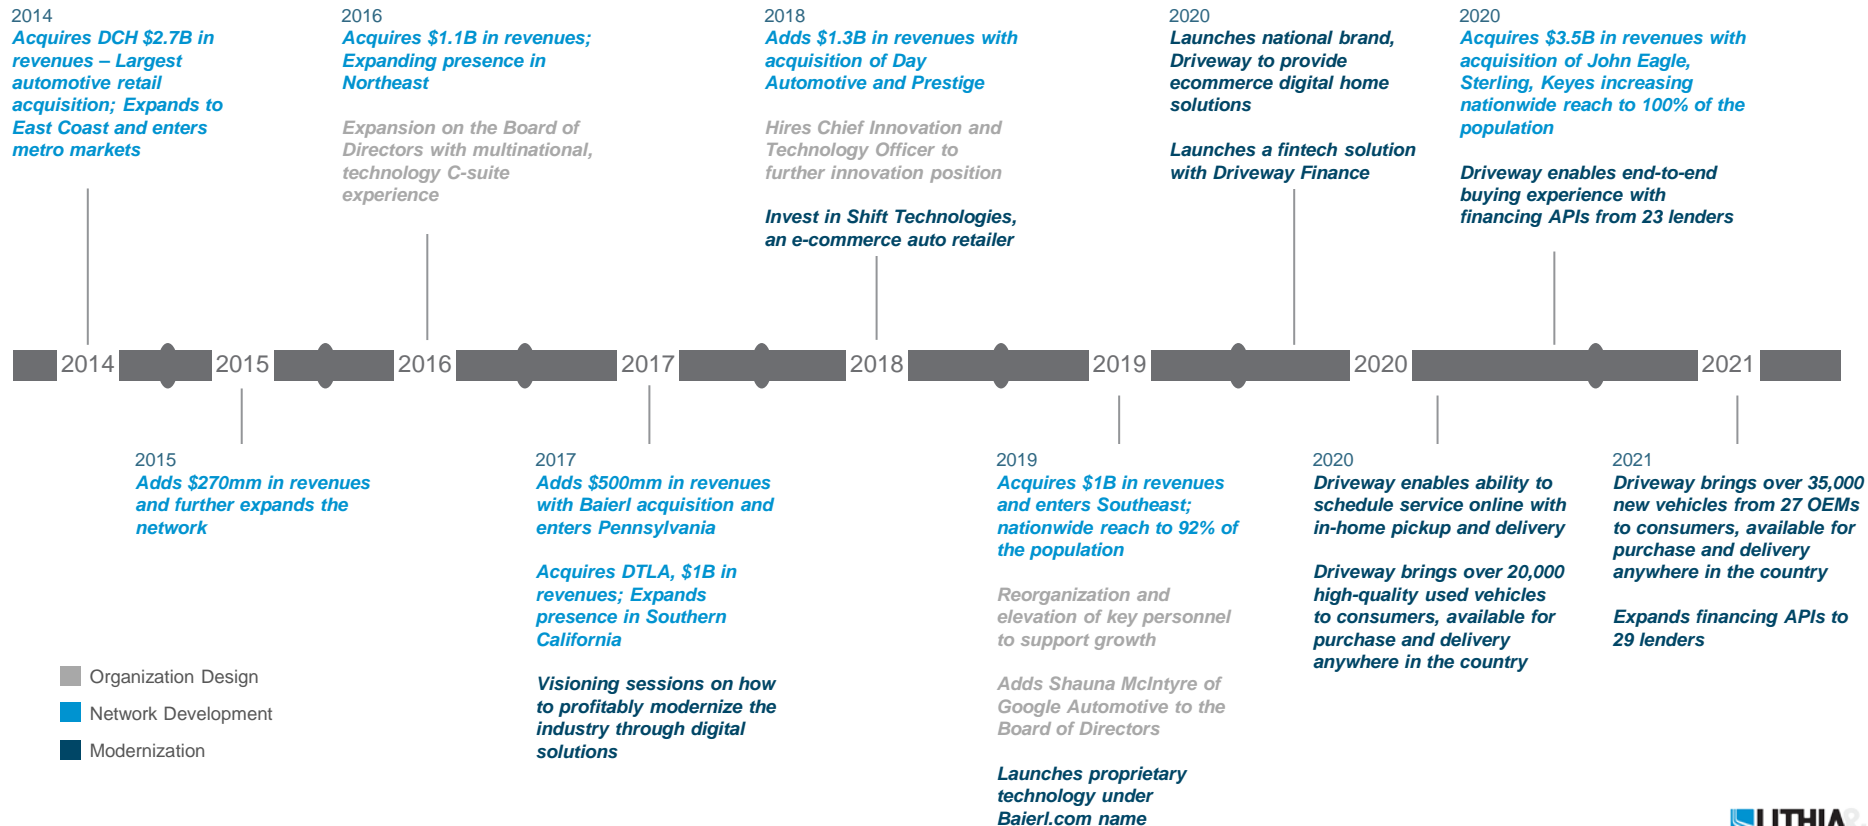 2014
Acquires DCH $2.7B in
revenues – Largest
automotive retail
acquisition; Expands to
East Coast and enters
metro markets
2016
Acquires $1.1B in revenues;
Expanding presence in
Northeast
Expansion on the Board of
Directors with multinational,
technology C-suite
experience
2018
Adds $1.3B in revenues with
acquisition of Day
Automotive and Prestige
Hires Chief Innovation and
Technology Officer to
further innovation position
Invest in Shift Technologies,
an e-commerce auto retailer
2020
Launches national brand,
Driveway to provide
ecommerce digital home
solutions
Launches a fintech solution
with Driveway Finance
2020
Acquires $3.5B in revenues with
acquisition of John Eagle,
Sterling, Keyes increasing
nationwide reach to 100% of the
population
Driveway enables end-to-end
buying experience with
financing APIs from 23 lenders
2014
2015
2016
2017
2018
2019
2020
2021
2015
Adds $270mm in revenues
and further expands the
network
2017
Adds $500mm in revenues
with Baierl acquisition and
enters Pennsylvania
Acquires DTLA, $1B in
revenues; Expands
presence in Southern
California
Visioning sessions on how
to profitably modernize the
industry through digital
solutions
2019
Acquires $1B in revenues
and enters Southeast;
nationwide reach to 92% of
the population
Reorganization and
elevation of key personnel
to support growth
Adds Shauna McIntyre of
Google Automotive to the
Board of Directors
Launches proprietary
technology under
Baierl.com name
2020
Driveway enables ability to
schedule service online with
in-home pickup and delivery
Driveway brings over 20,000
high-quality used vehicles
to consumers, available for
purchase and delivery
anywhere in the country
2021
Driveway brings over 35,000
new vehicles from 27 OEMs
to consumers, available for
purchase and delivery
anywhere in the country
Expands financing APIs to
29 lenders
Organization Design
Network Development
Modernization
LITHIA&